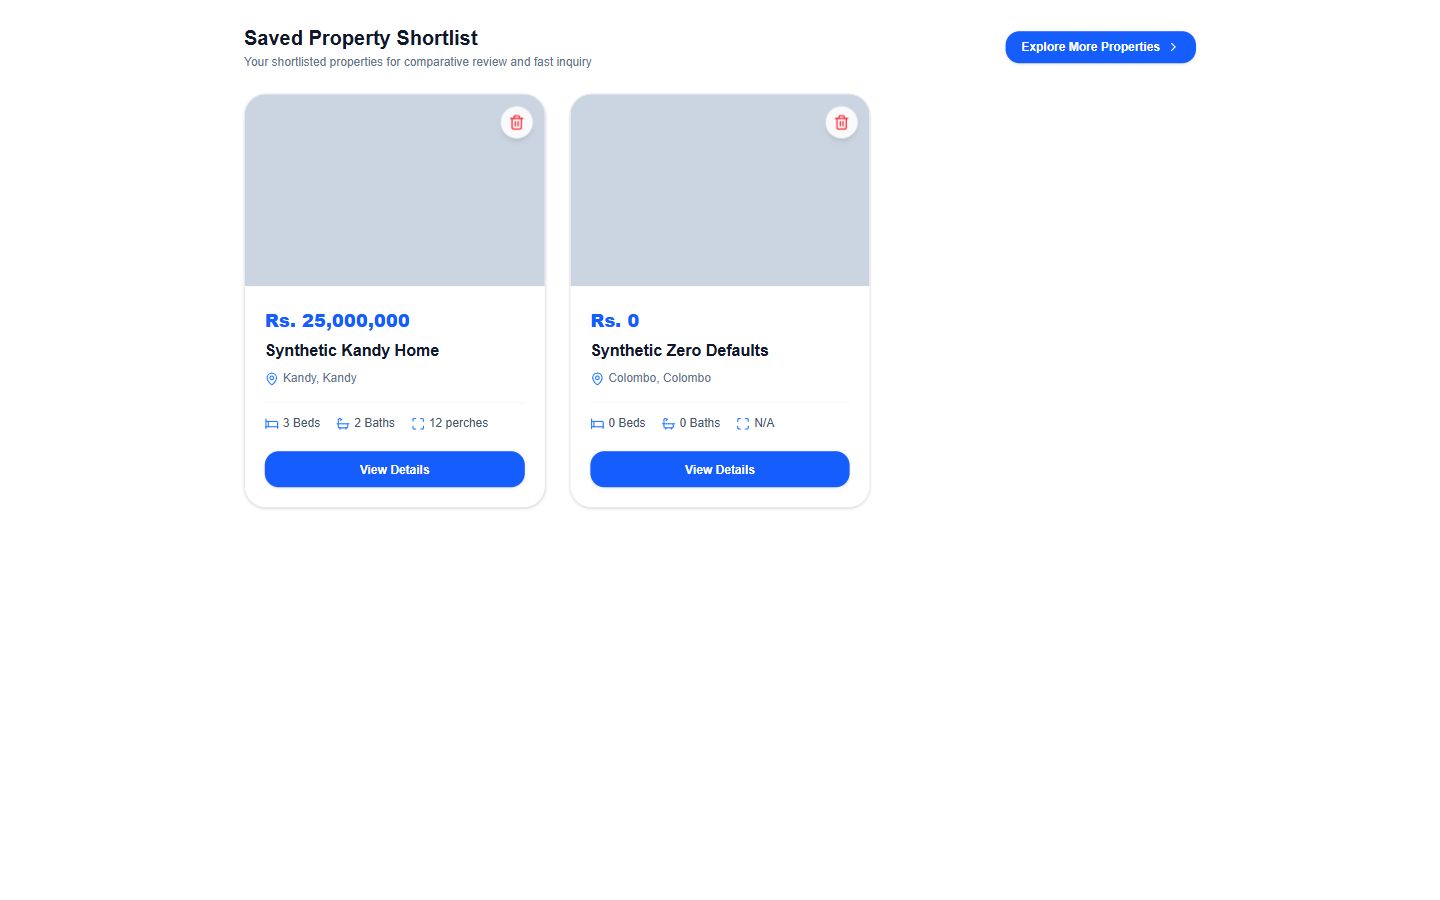 Saved Property Shortlist
Your shortlisted properties for comparative review and fast inquiry
Explore More Properties
Rs. 25,000,000
Synthetic Kandy Home
Kandy, Kandy
3 Beds 2 Baths 12 perches
View Details
Rs. 0
Synthetic Zero Defaults
Colombo, Colombo
0 Beds 0 Baths N/A
View Details